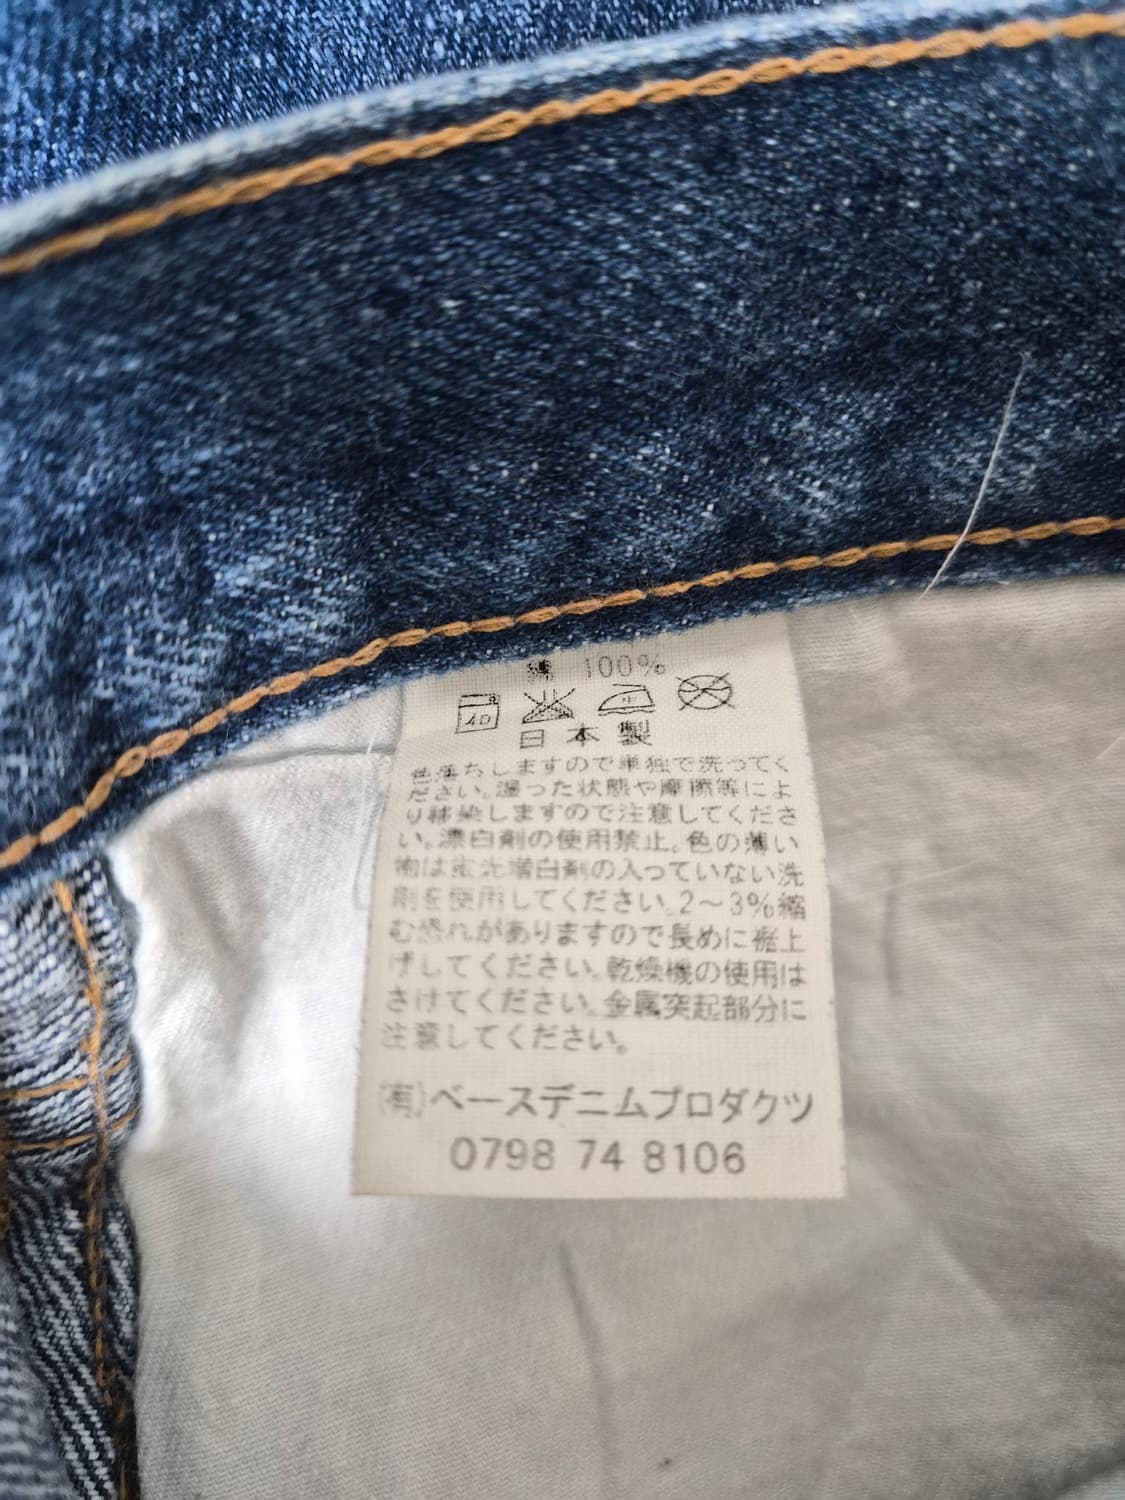 綿 100%
40
日本製
色落ちしますので単独で洗ってく
ださい。湿った状態や摩擦等によ
り移染しますので注意してくださ
い。漂白剤の使用禁止。色の薄い
物は蛍光増白剤の入っていない洗
剤を使用してください。2～3%縮
む恐れがありますので長めに裾上
げしてください。乾燥機の使用は
さけてください。金属突起部分に
注意してください。
(有)ベースデニムプロダクツ
0798 74 8106